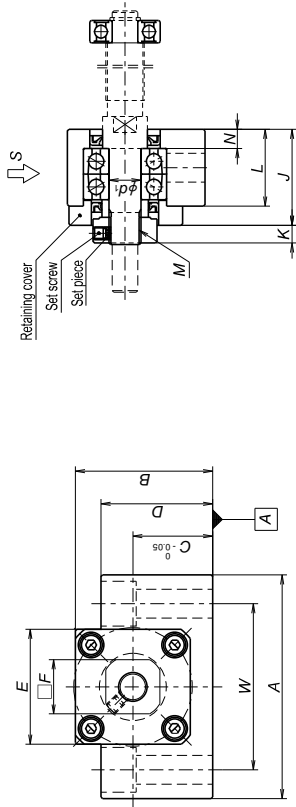 S
Retaining cover
Set screw
Set piece
φd₁
M
N
L
J
K
B
D
C 0 - 0.05
A
E
□F
W
A